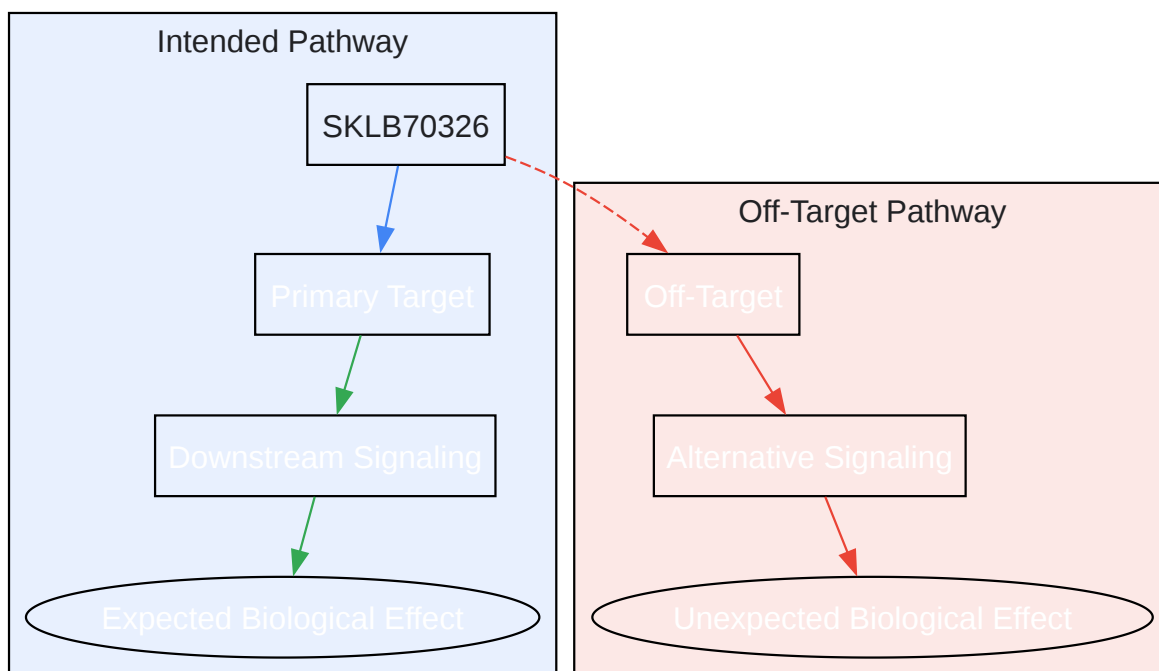 Intended Pathway
SKLB70326
Primary Target
Downstream Signaling
Expected Biological Effect
Off-Target Pathway
Off-Target
Alternative Signaling
Unexpected Biological Effect